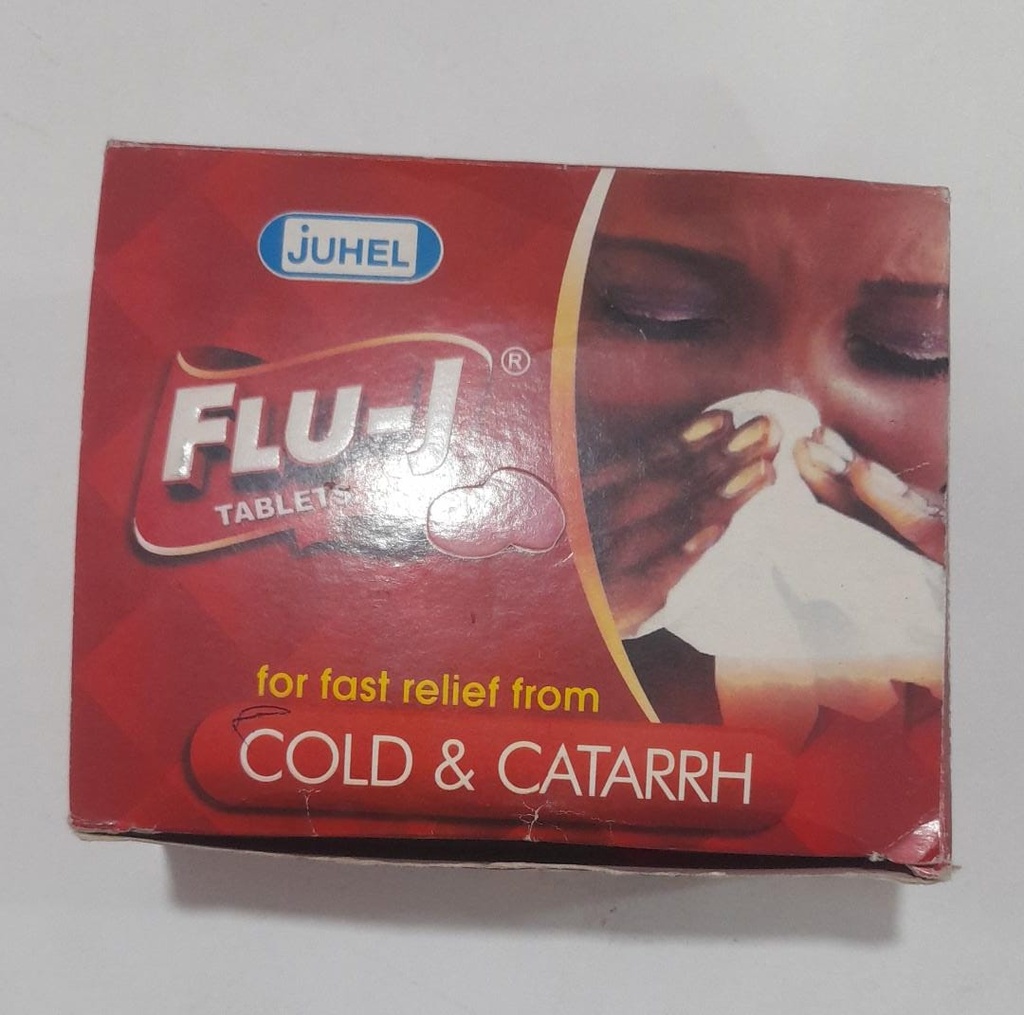 JUHEL
FLU-J ®
TABLETS
for fast relief from
COLD & CATARRH